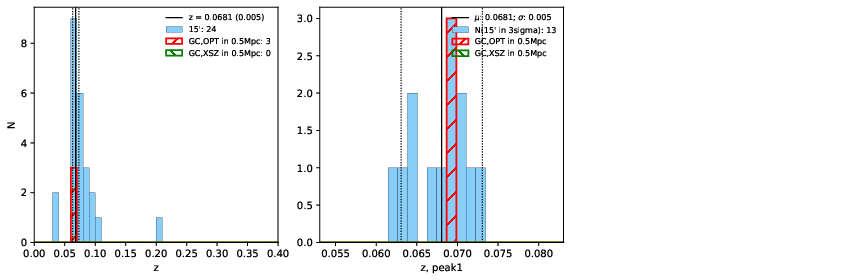 z = 0.0681 (0.005)
15': 24
GC,OPT in 0.5Mpc: 3
GC,XSZ in 0.5Mpc: 0
N
8
6
4
2
0
0.00 0.05 0.10 0.15 0.20 0.25 0.30 0.35 0.40
z
μ: 0.0681; σ: 0.005
N(15' in 3sigma): 13
GC,OPT in 0.5Mpc
GC,XSZ in 0.5Mpc
3.0
2.5
2.0
1.5
1.0
0.5
0.0
0.055 0.060 0.065 0.070 0.075 0.080
z, peak1